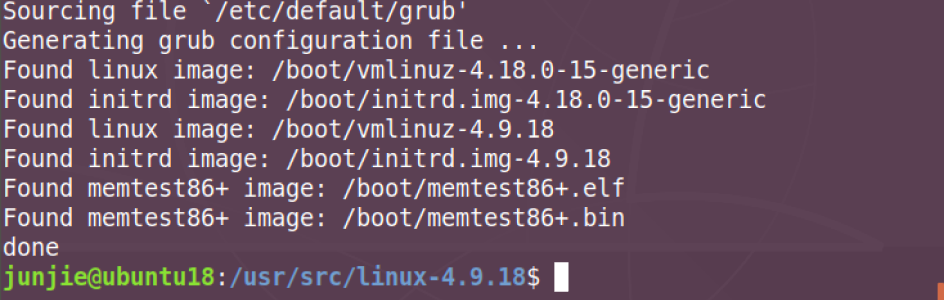 Sourcing file `/etc/default/grub'
Generating grub configuration file ...
Found linux image: /boot/vmlinuz-4.18.0-15-generic
Found initrd image: /boot/initrd.img-4.18.0-15-generic
Found linux image: /boot/vmlinuz-4.9.18
Found initrd image: /boot/initrd.img-4.9.18
Found memtest86+ image: /boot/memtest86+.elf
Found memtest86+ image: /boot/memtest86+.bin
done
junjie@ubuntu18:/usr/src/linux-4.9.18$